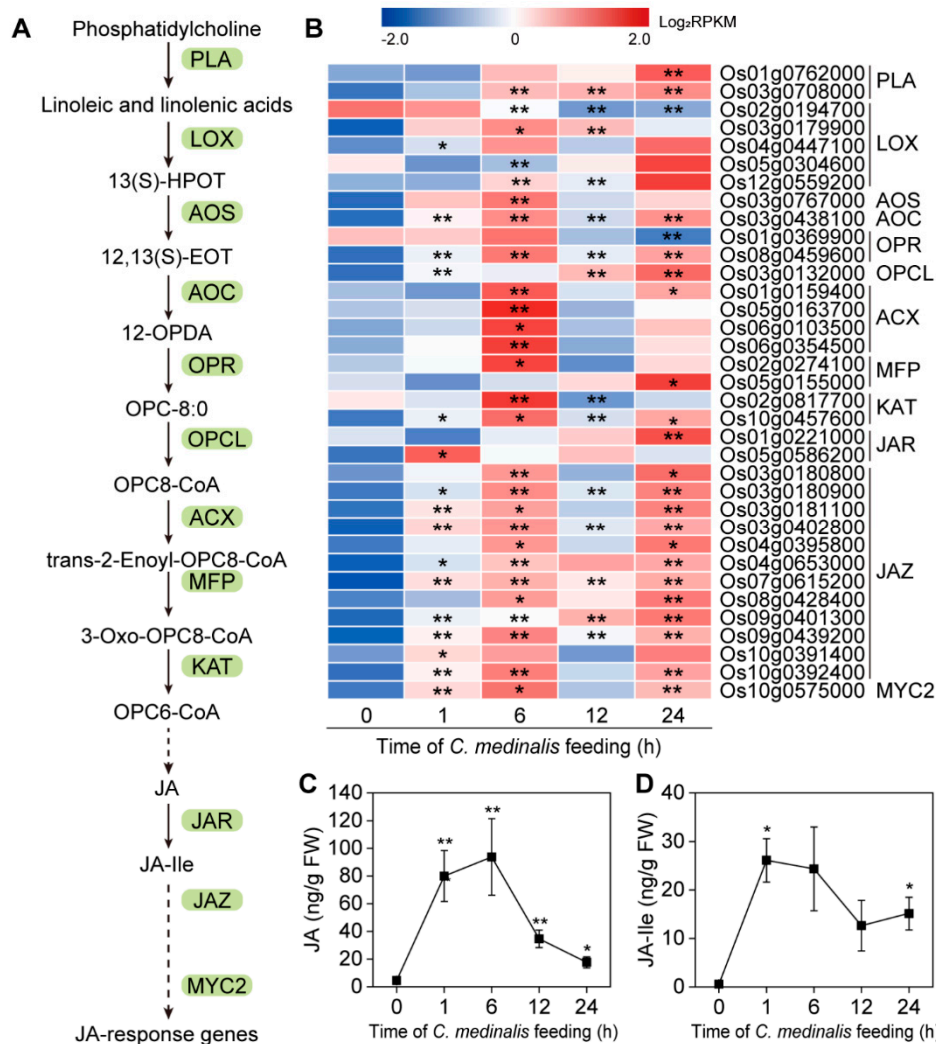 A
Phosphatidylcholine
PLA
Linoleic and linolenic acids
LOX
13(S)-HPOT
AOS
12,13(S)-EOT
AOC
12-OPDA
OPR
OPC-8:0
OPCL
OPC8-CoA
ACX
trans-2-Enoyl-OPC8-CoA
MFP
3-Oxo-OPC8-CoA
KAT
OPC6-CoA
JA
JAR
JA-Ile
JAZ
MYC2
JA-response genes
B
Log₂RPKM
-2.0 0 2.0
** Os01g0762000
** ** ** Os03g0708000
PLA
** ** ** Os02g0194700
* ** Os03g0179900
* Os04g0447100
** Os05g0304600
** ** Os12g0559200
LOX
** Os03g0767000 AOS
** ** ** ** Os03g0438100 AOC
** Os01g0369900
** ** ** ** Os08g0459600
OPR
** ** ** Os03g0132000 OPCL
** * Os01g0159400
** Os05g0163700
* Os06g0103500
** Os06g0354500
ACX
* Os02g0274100
* Os05g0155000
MFP
** ** Os02g0817700
* * ** * Os10g0457600
KAT
** Os01g0221000
* Os05g0586200
JAR
** * Os03g0180800
* ** ** ** Os03g0180900
** * ** Os03g0181100
** ** ** ** Os03g0402800
* * Os04g0395800
* ** ** Os04g0653000
** ** ** ** Os07g0615200
* ** Os08g0428400
** ** ** ** Os09g0401300
** ** ** ** Os09g0439200
* Os10g0391400
** ** ** Os10g0392400
JAZ
** * ** Os10g0575000 MYC2
0 1 6 12 24
Time of C. medinalis feeding (h)
C
JA (ng/g FW)
140
120
100
80
60
40
20
0
** ** ** *
0 1 6 12 24
Time of C. medinalis feeding (h)
D
JA-Ile (ng/g FW)
40
30
20
10
0
* *
0 1 6 12 24
Time of C. medinalis feeding (h)